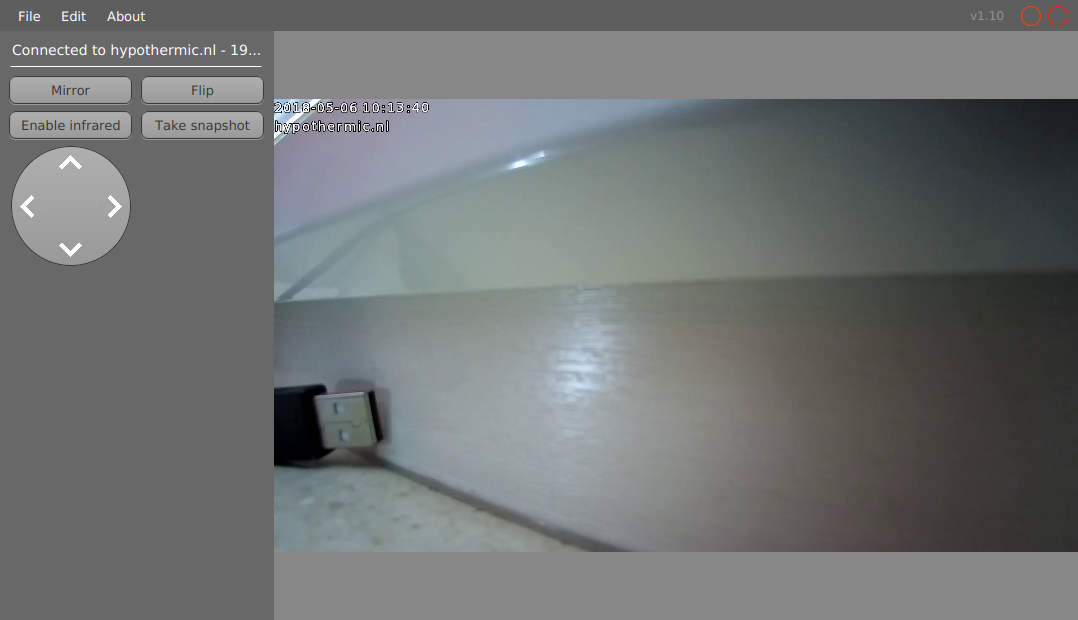 File Edit About v1.10
Connected to hypothermic.nl - 19...
Mirror Flip
Enable infrared Take snapshot
2018-05-06 10:13:40
hypothermic.nl